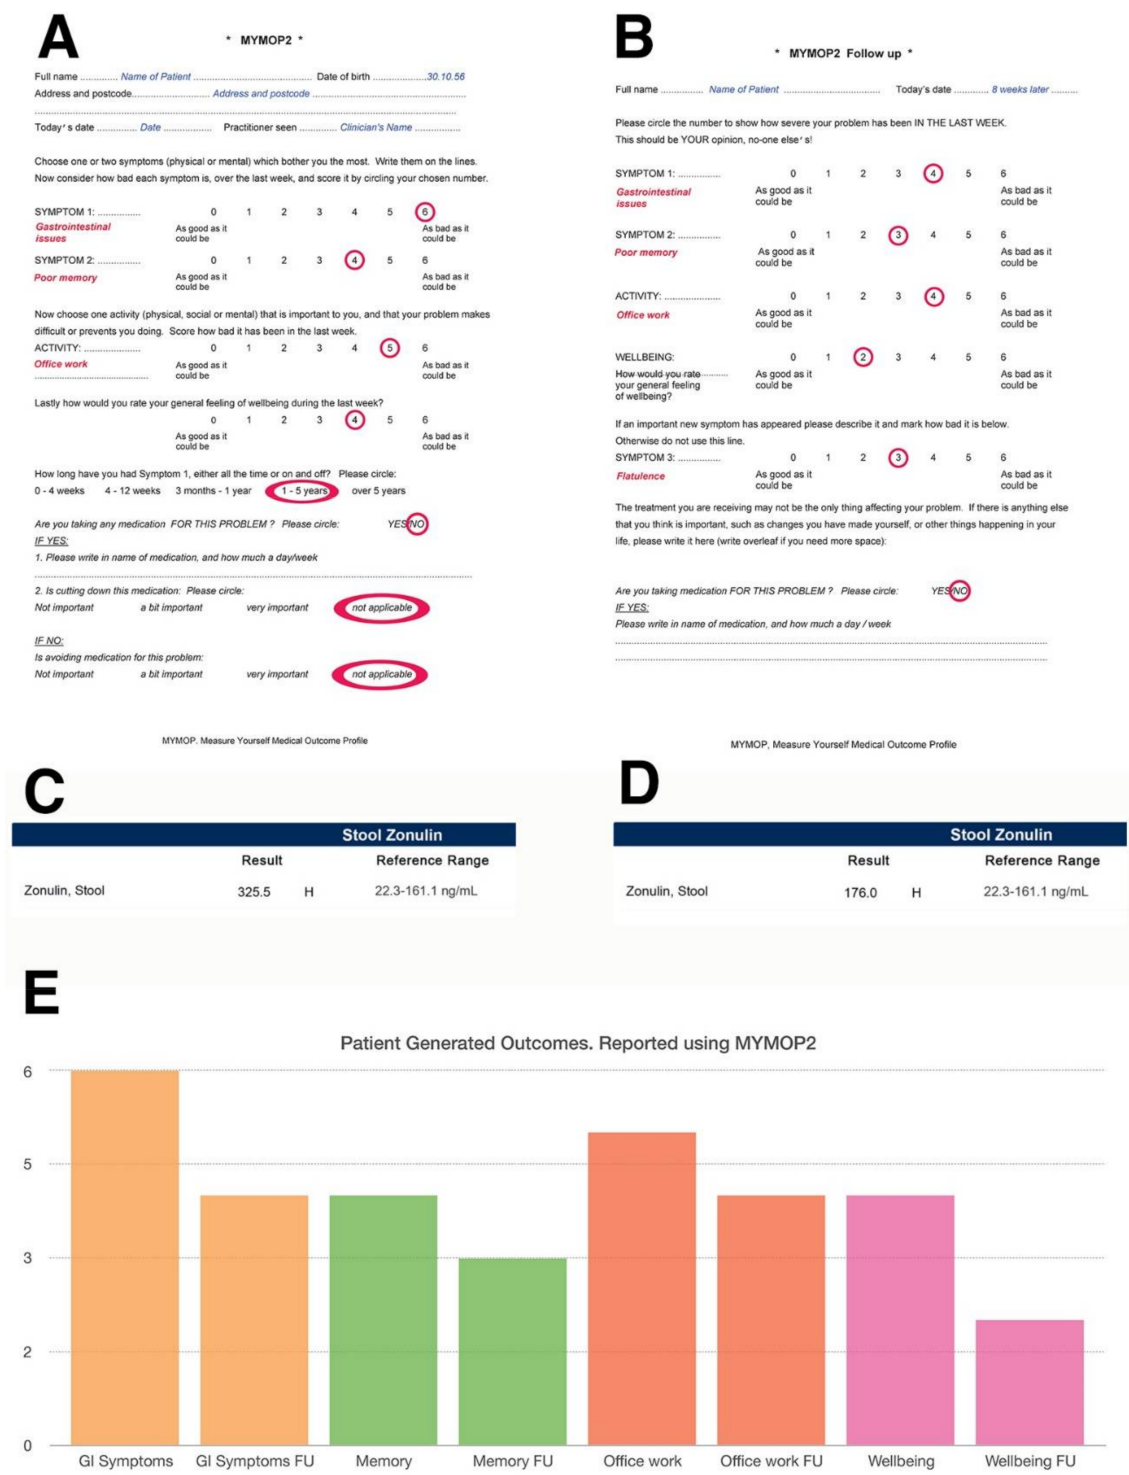 A
* MYMOP2 *
Full name ............. Name of Patient ........................................ Date of birth ..................30.10.56
Address and postcode........................... Address and postcode ....................................................
Today's date .............. Date ................. Practitioner seen ............. Clinician's Name ................
Choose one or two symptoms (physical or mental) which bother you the most. Write them on the lines.
Now consider how bad each symptom is, over the last week, and score it by circling your chosen number.
SYMPTOM 1: ............... 0 1 2 3 4 5 6
Gastrointestinal issues As good as it could be As bad as it could be
SYMPTOM 2: ............... 0 1 2 3 4 5 6
Poor memory As good as it could be As bad as it could be
Now choose one activity (physical, social or mental) that is important to you, and that your problem makes
difficult or prevents you doing. Score how bad it has been in the last week.
ACTIVITY: .................... 0 1 2 3 4 5 6
Office work As good as it could be As bad as it could be
Lastly how would you rate your general feeling of wellbeing during the last week?
0 1 2 3 4 5 6
As good as it could be As bad as it could be
How long have you had Symptom 1, either all the time or on and off? Please circle:
0 - 4 weeks 4 - 12 weeks 3 months - 1 year 1 - 5 years over 5 years
Are you taking any medication FOR THIS PROBLEM ? Please circle: YES/NO
IF YES:
1. Please write in name of medication, and how much a day/week
2. Is cutting down this medication: Please circle:
Not important a bit important very important not applicable
IF NO:
Is avoiding medication for this problem:
Not important a bit important very important not applicable
MYMOP. Measure Yourself Medical Outcome Profile
B
* MYMOP2 Follow up *
Full name .............. Name of Patient ................................ Today's date ............ 8 weeks later .........
Please circle the number to show how severe your problem has been IN THE LAST WEEK.
This should be YOUR opinion, no-one else's!
SYMPTOM 1: ............... 0 1 2 3 4 5 6
Gastrointestinal issues As good as it could be As bad as it could be
SYMPTOM 2: ............... 0 1 2 3 4 5 6
Poor memory As good as it could be As bad as it could be
ACTIVITY: .................... 0 1 2 3 4 5 6
Office work As good as it could be As bad as it could be
WELLBEING: 0 1 2 3 4 5 6
How would you rate your general feeling of wellbeing? As good as it could be As bad as it could be
If an important new symptom has appeared please describe it and mark how bad it is below.
Otherwise do not use this line.
SYMPTOM 3: ............... 0 1 2 3 4 5 6
Flatulence As good as it could be As bad as it could be
The treatment you are receiving may not be the only thing affecting your problem. If there is anything else
that you think is important, such as changes you have made yourself, or other things happening in your
life, please write it here (write overleaf if you need more space):
Are you taking medication FOR THIS PROBLEM ? Please circle: YES/NO
IF YES:
Please write in name of medication, and how much a day / week
MYMOP, Measure Yourself Medical Outcome Profile
C
Stool Zonulin
Result Reference Range
Zonulin, Stool 325.5 H 22.3-161.1 ng/mL
D
Stool Zonulin
Result Reference Range
Zonulin, Stool 176.0 H 22.3-161.1 ng/mL
E
Patient Generated Outcomes. Reported using MYMOP2
6
5
3
2
0
GI Symptoms GI Symptoms FU Memory Memory FU Office work Office work FU Wellbeing Wellbeing FU